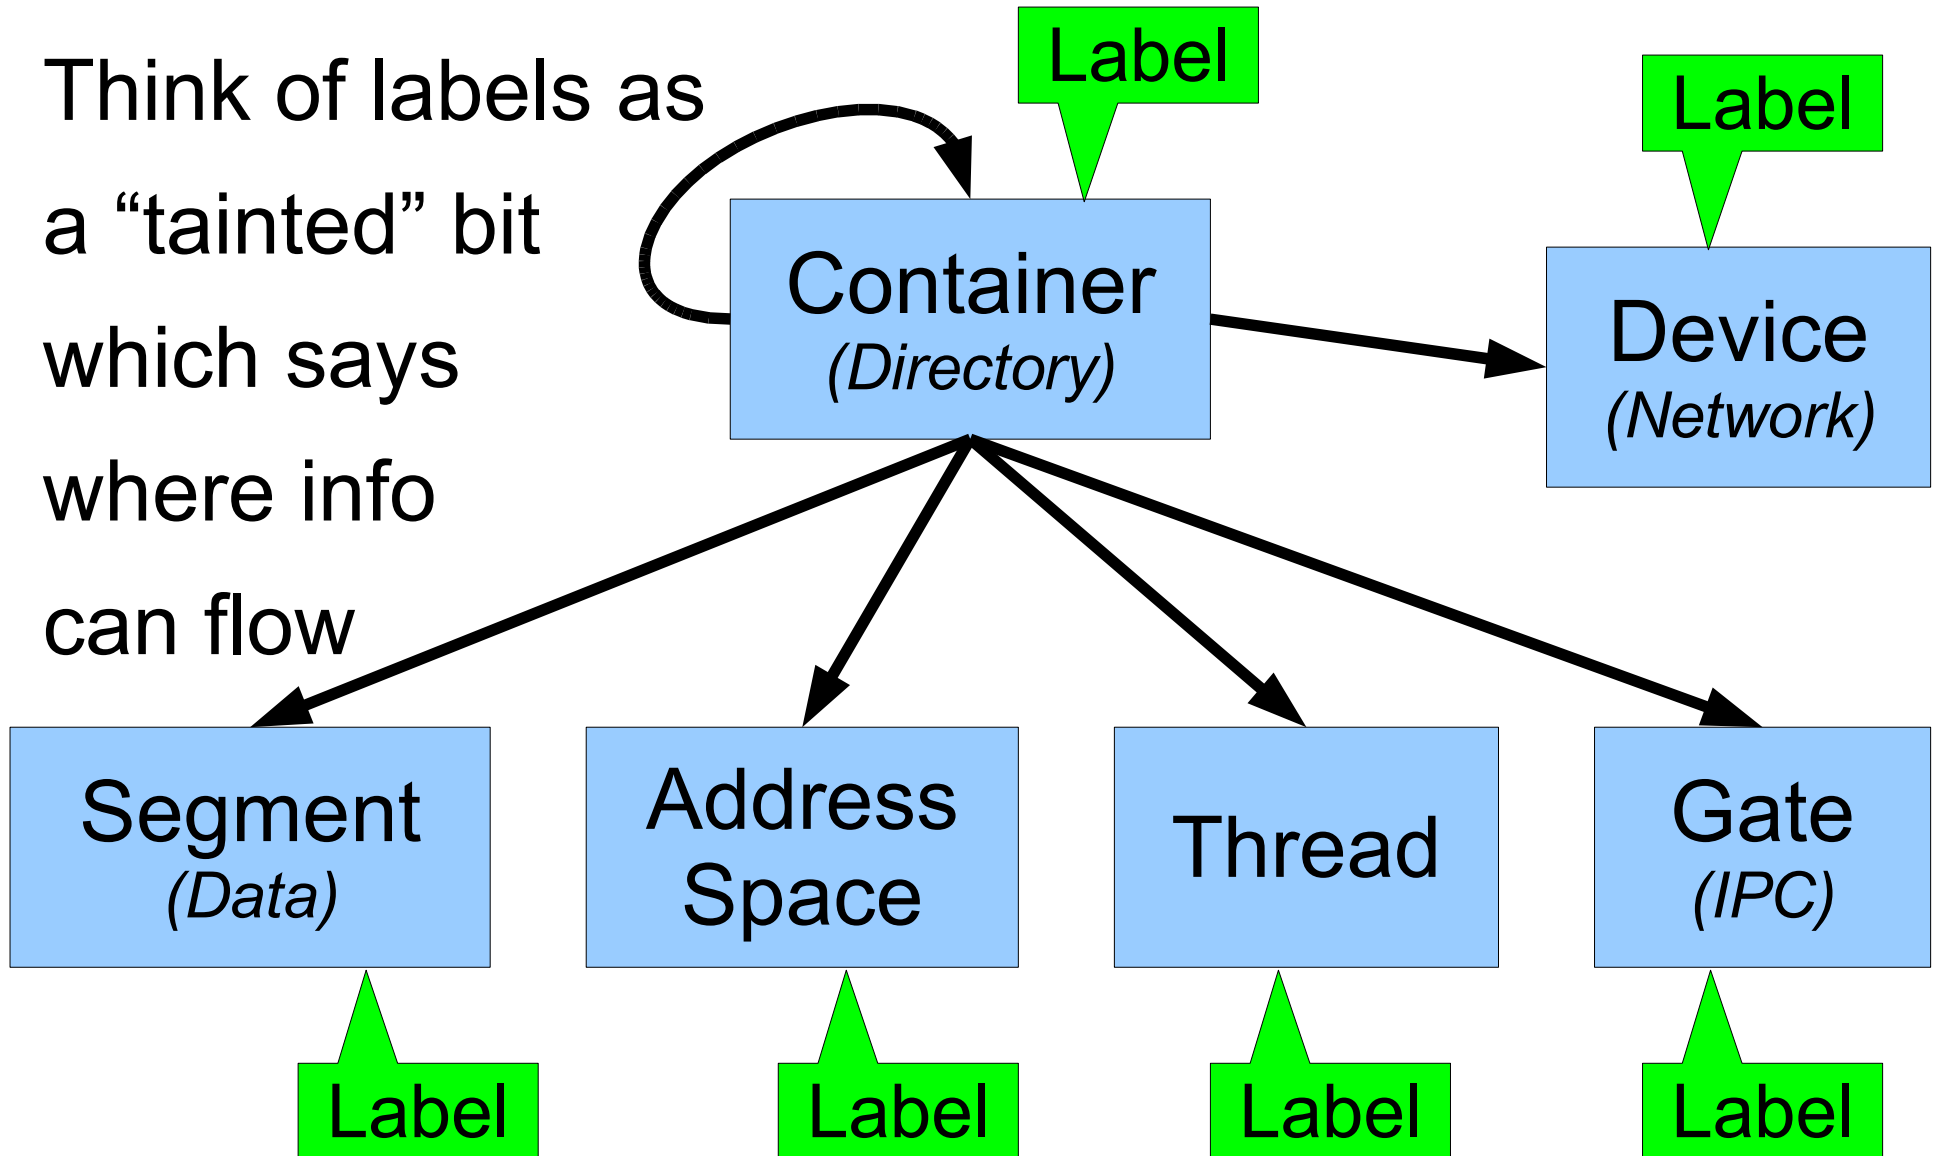 Think of labels as
a “tainted” bit
which says
where info
can flow
Label
Label
Container
(Directory)
Device
(Network)
Segment
(Data)
Address
Space
Thread
Gate
(IPC)
Label
Label
Label
Label